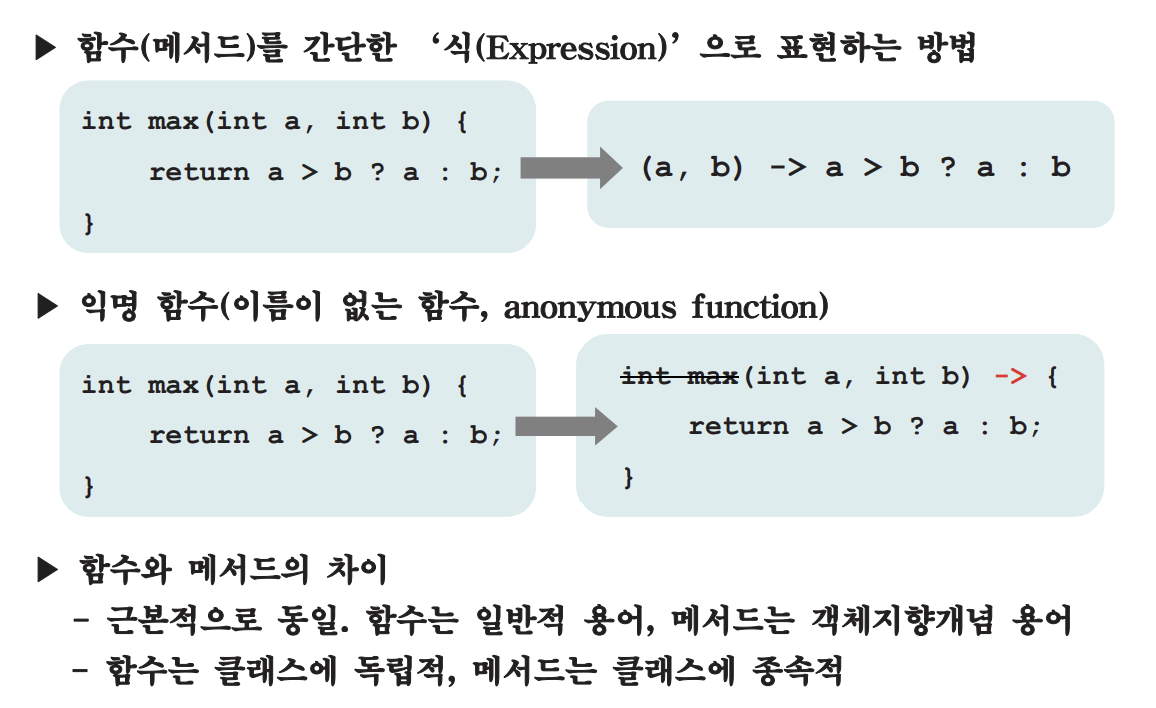 ▶ 함수(메서드)를 간단한 ‘식(Expression)’으로 표현하는 방법
int max(int a, int b) {
    return a > b ? a : b;
}
(a, b) -> a > b ? a : b
▶ 익명 함수(이름이 없는 함수, anonymous function)
int max(int a, int b) {
    return a > b ? a : b;
}
int max(int a, int b) -> {
    return a > b ? a : b;
}
▶ 함수와 메서드의 차이
- 근본적으로 동일. 함수는 일반적 용어, 메서드는 객체지향개념 용어
- 함수는 클래스에 독립적, 메서드는 클래스에 종속적